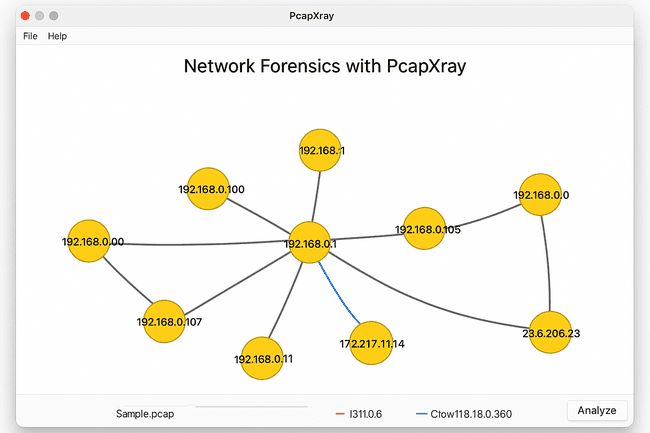 PcapXray
File Help
Network Forensics with PcapXray
192.168.1
192.168.0.100
192.168.0.0
192.168.0.105
192.168.0.00
192.168.0.1
192.168.0.107
172.217.11.14
23.6.206.23
192.168.0.11
Sample.pcap
I311.0.6
Ctow118.18.0.360
Analyze